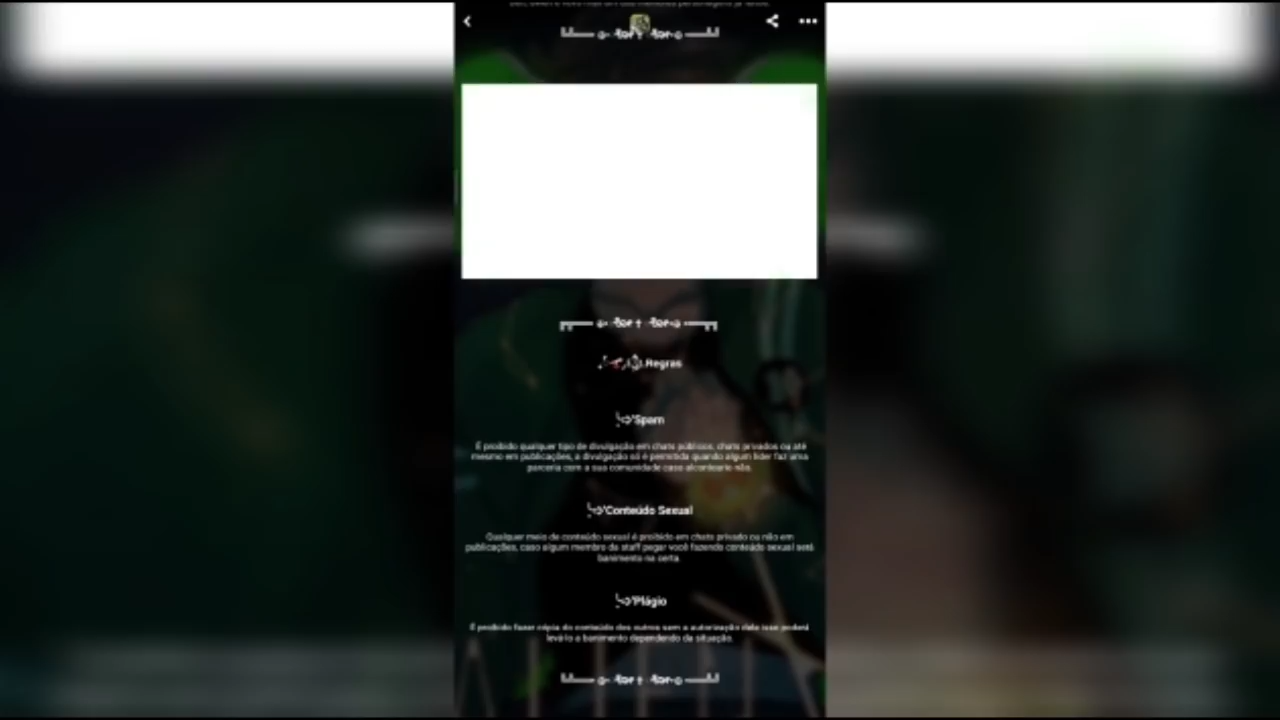 Regras
Spam
É proibido qualquer tipo de divulgação em chats públicos, chats privados ou até
mesmo em publicações, a divulgação só é permitida quando algum líder faz uma
parceria com a sua comunidade caso não.
Conteúdo Sexual
Qualquer meio de conteúdo sexual é proibido em chats privado ou não em
publicações, caso algum membro da staff pegar você fazendo conteúdo sexual será
banimento na certa.
Plágio
É proibido fazer cópia do conteúdo dos outros sem a autorização dele isso poderá
levá-lo a banimento dependendo da situação.